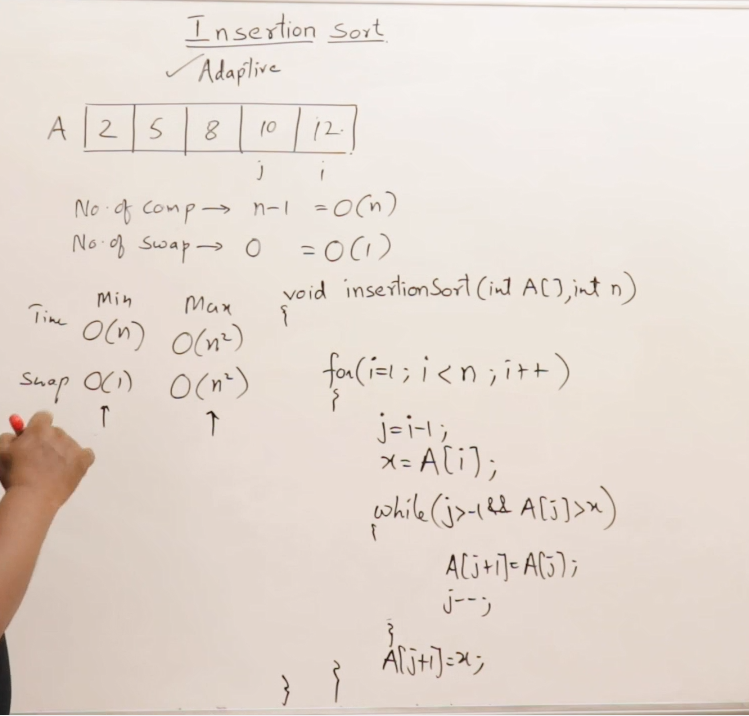 Insertion Sort
✓ Adaptive
A 2 5 8 10 12
j i
No. of comp → n-1 = O(n)
No. of swap → 0 = O(1)
Min Max
Time O(n) O(n²)
Swap O(1) O(n²)
↑ ↑
void insertionSort(int A[], int n)
{
for(i=1; i<n; i++)
{
j=i-1;
x=A[i];
while(j>-1 && A[j]>x)
{
A[j+1]=A[j];
j--;
}
A[j+1]=x;
} }